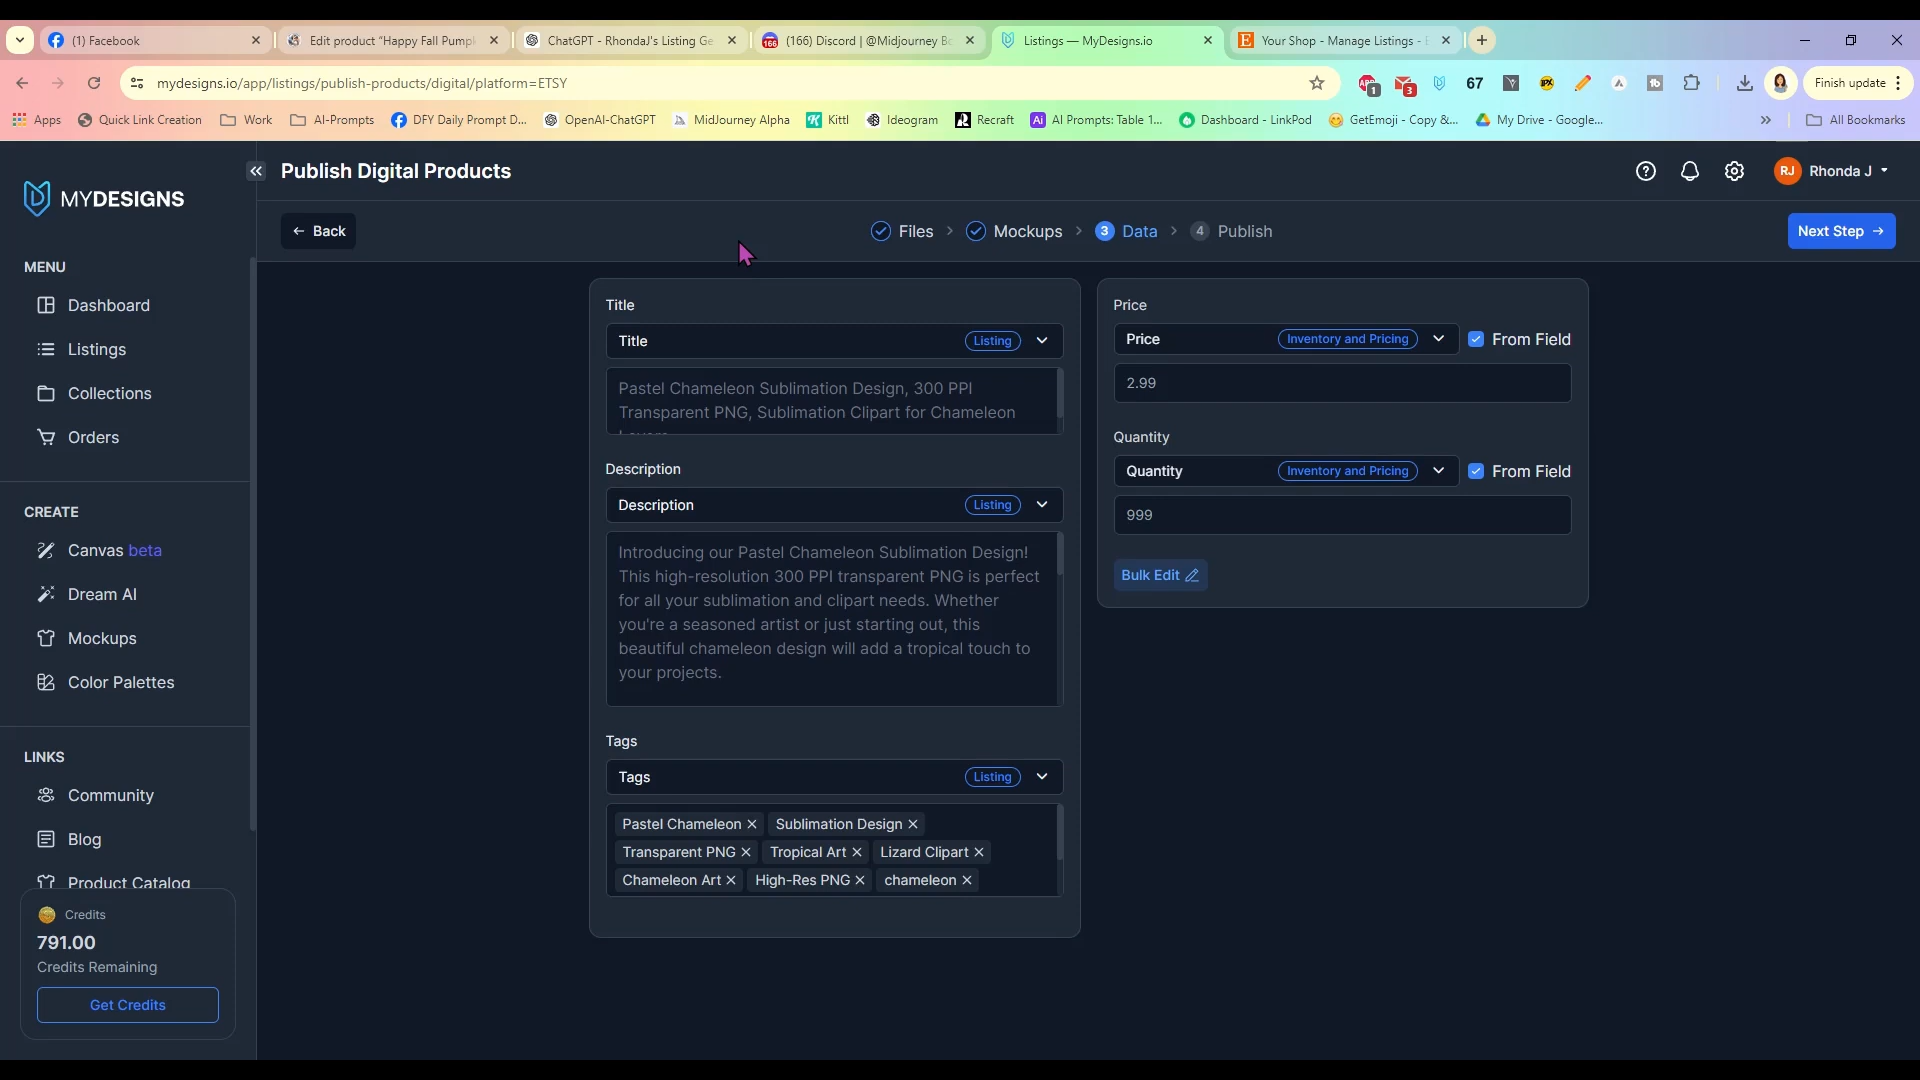 (1) Facebook
Edit product "Happy Fall Pump
ChatGPT - RhondaJ's Listing Ge
(166) Discord | @Midjourney Bo
Listings — MyDesigns.io
Your Shop - Manage Listings -
mydesigns.io/app/listings/publish-products/digital/platform=ETSY
1
3
67
Finish update
Apps
Quick Link Creation
Work
AI-Prompts
DFY Daily Prompt D...
OpenAI-ChatGPT
MidJourney Alpha
Kittl
Ideogram
Recraft
AI Prompts: Table 1...
Dashboard - LinkPod
GetEmoji - Copy &...
My Drive - Google...
All Bookmarks
MYDESIGNS
Publish Digital Products
RJ Rhonda J
Back
Files
Mockups
3 Data
4 Publish
Next Step
MENU
Dashboard
Listings
Collections
Orders
CREATE
Canvas beta
Dream AI
Mockups
Color Palettes
LINKS
Community
Blog
Product Catalog
Credits
791.00
Credits Remaining
Get Credits
Title
Title Listing
Pastel Chameleon Sublimation Design, 300 PPI
Transparent PNG, Sublimation Clipart for Chameleon
Description
Description Listing
Introducing our Pastel Chameleon Sublimation Design!
This high-resolution 300 PPI transparent PNG is perfect
for all your sublimation and clipart needs. Whether
you're a seasoned artist or just starting out, this
beautiful chameleon design will add a tropical touch to
your projects.
Tags
Tags Listing
Pastel Chameleon Sublimation Design
Transparent PNG Tropical Art Lizard Clipart
Chameleon Art High-Res PNG chameleon
Price
Price Inventory and Pricing From Field
2.99
Quantity
Quantity Inventory and Pricing From Field
999
Bulk Edit